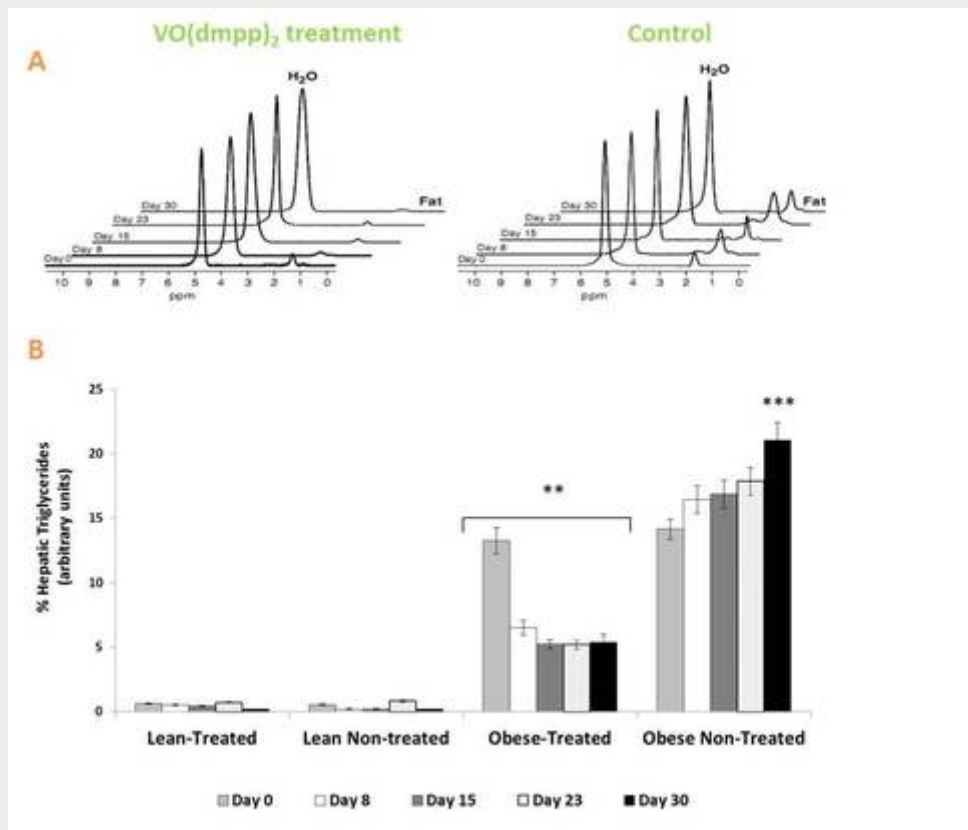 VO(dmpp)₂ treatment
Control
A
H₂O
Day 30
Fat
Day 23
Day 15
Day 8
Day 0
10 9 8 7 6 5 4 3 2 1 0
ppm
H₂O
Day 30
Fat
Day 23
Day 15
Day 8
Day 0
10 9 8 7 6 5 4 3 2 1 0
ppm
B
% Hepatic Triglycerides
(arbitrary units)
25
20
15
10
5
0
**
***
Lean-Treated
Lean Non-treated
Obese-Treated
Obese Non-Treated
Day 0
Day 8
Day 15
Day 23
Day 30